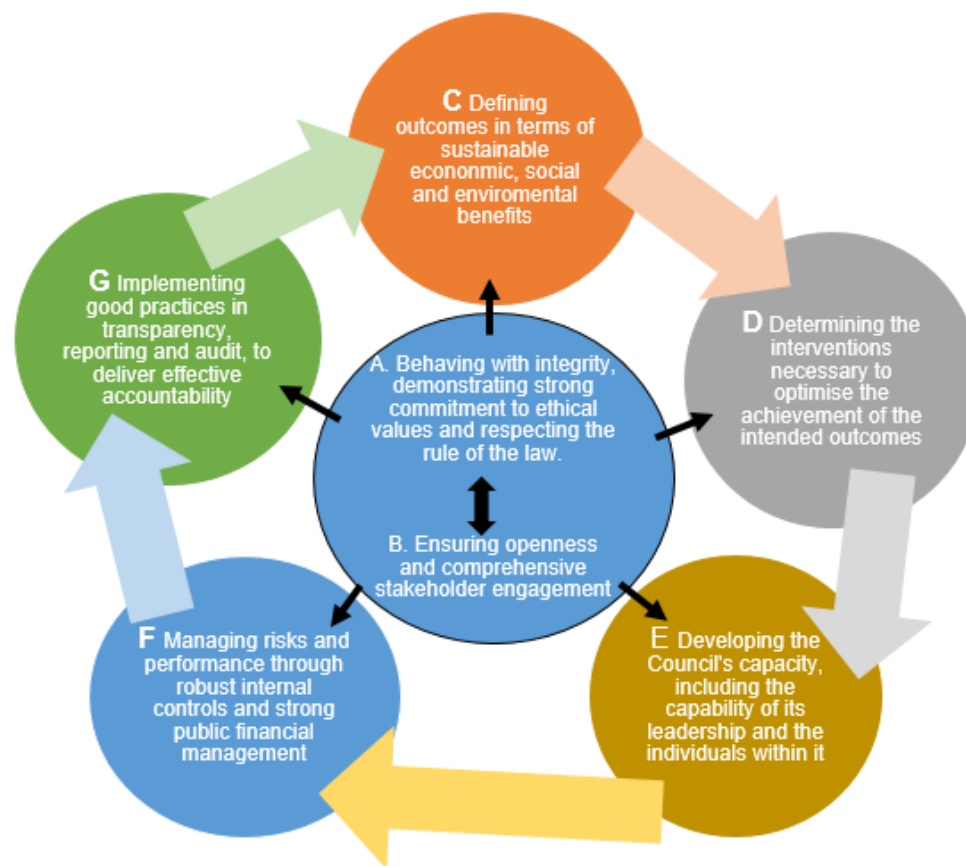 C Defining
outcomes in terms of
sustainable
econonmic, social
and enviromental
benefits
G Implementing
good practices in
transparency,
reporting and audit, to
deliver effective
accountability
D Determining the
interventions
necessary to
optimise the
achievement of the
intended outcomes
A. Behaving with integrity,
demonstrating strong
commitment to ethical
values and respecting the
rule of the law.
B. Ensuring openness
and comprehensive
stakeholder engagement
F Managing risks and
performance through
robust internal
controls and strong
public financial
management
E Developing the
Council's capacity,
including the
capability of its
leadership and the
individuals within it